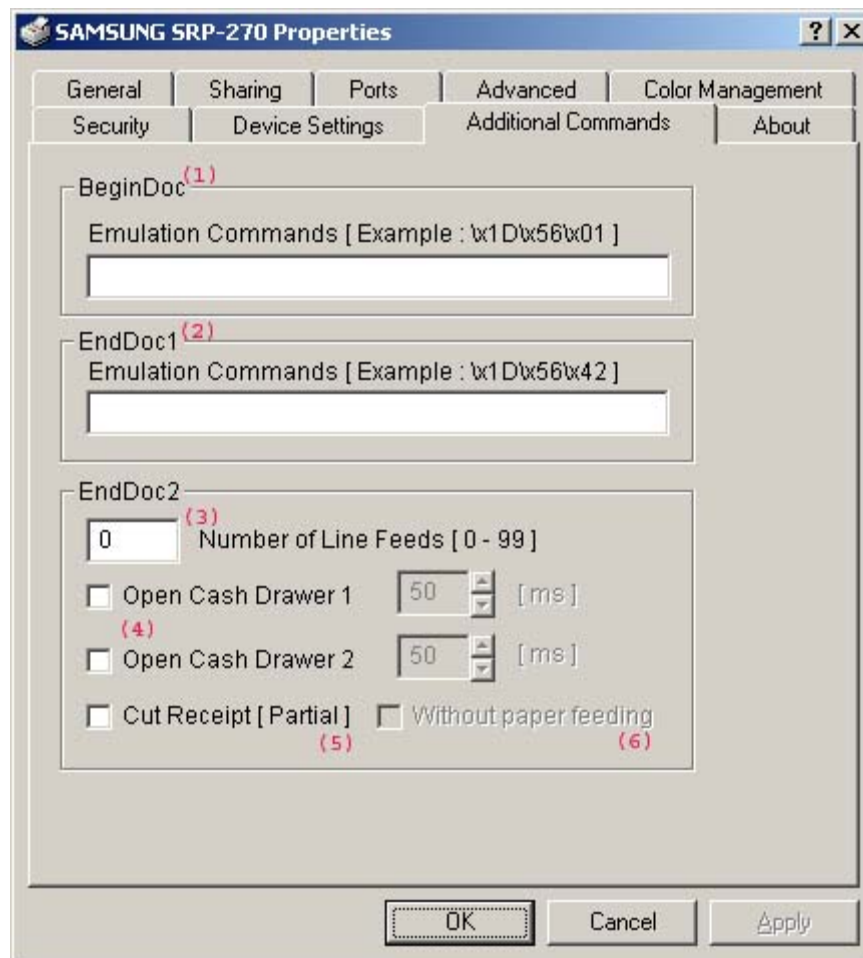 SAMSUNG SRP-270 Properties
General Sharing Ports Advanced Color Management
Security Device Settings Additional Commands About
BeginDoc (1)
Emulation Commands [ Example : \x1D\x56\x01 ]
EndDoc1 (2)
Emulation Commands [ Example : \x1D\x56\x42 ]
EndDoc2
0 (3) Number of Line Feeds [ 0 - 99 ]
Open Cash Drawer 1 50 [ ms ]
(4)
Open Cash Drawer 2 50 [ ms ]
Cut Receipt [ Partial ] Without paper feeding
(5) (6)
OK Cancel Apply